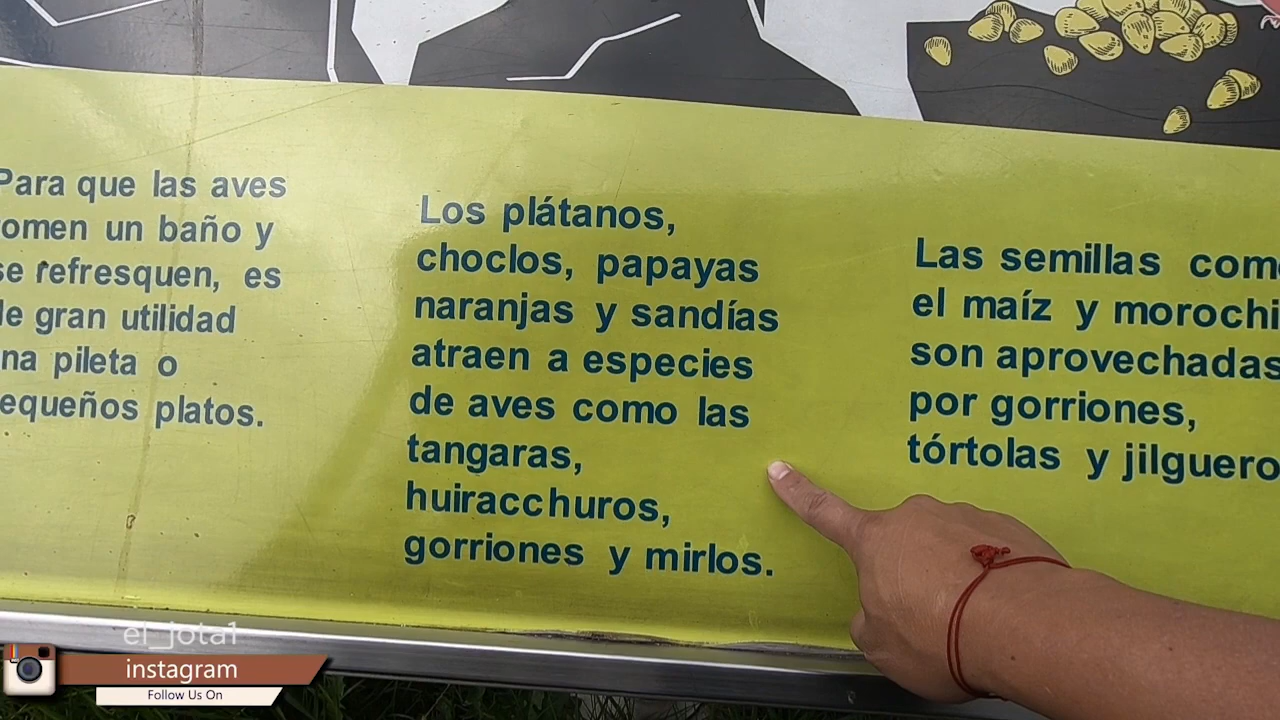 Para que las aves
omen un baño y
se refresquen, es
de gran utilidad
na pileta o
equeños platos.
Los plátanos,
choclos, papayas
naranjas y sandías
atraen a especies
de aves como las
tangaras,
huiracchuros,
gorriones y mirlos.
Las semillas com
el maíz y morochi
son aprovechadas
por gorriones,
tórtolas y jilguero
el_jota1
instagram
Follow Us On